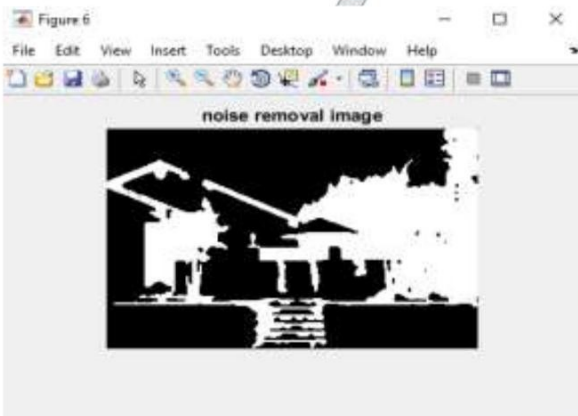 Figure 6
File Edit View Insert Tools Desktop Window Help
noise removal image